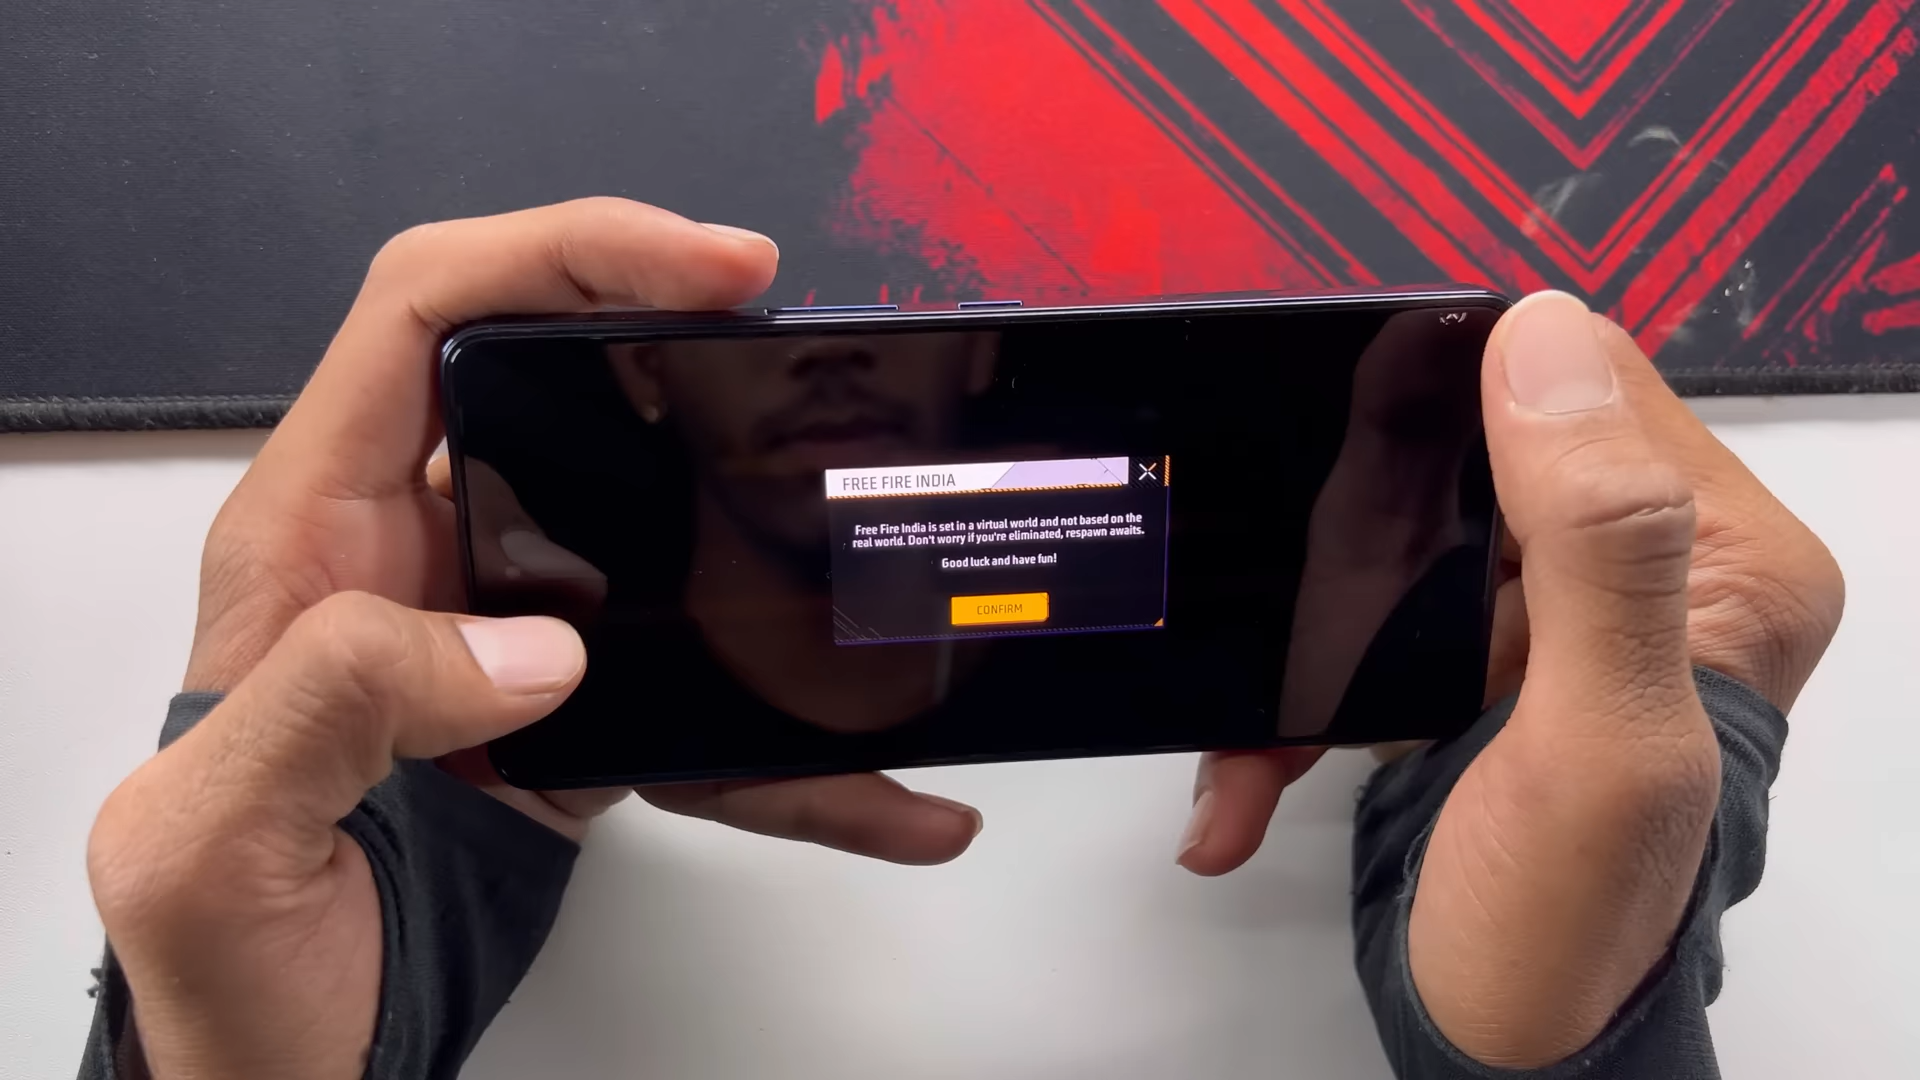 FREE FIRE INDIA
Free Fire India is set in a virtual world and not based on the
real world. Don't worry if you're eliminated, respawn awaits.
Good luck and have fun!
CONFIRM